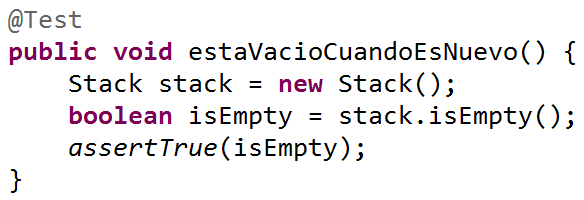 @Test
public void estaVacioCuandoEsNuevo() {
    Stack stack = new Stack();
    boolean isEmpty = stack.isEmpty();
    assertTrue(isEmpty);
}